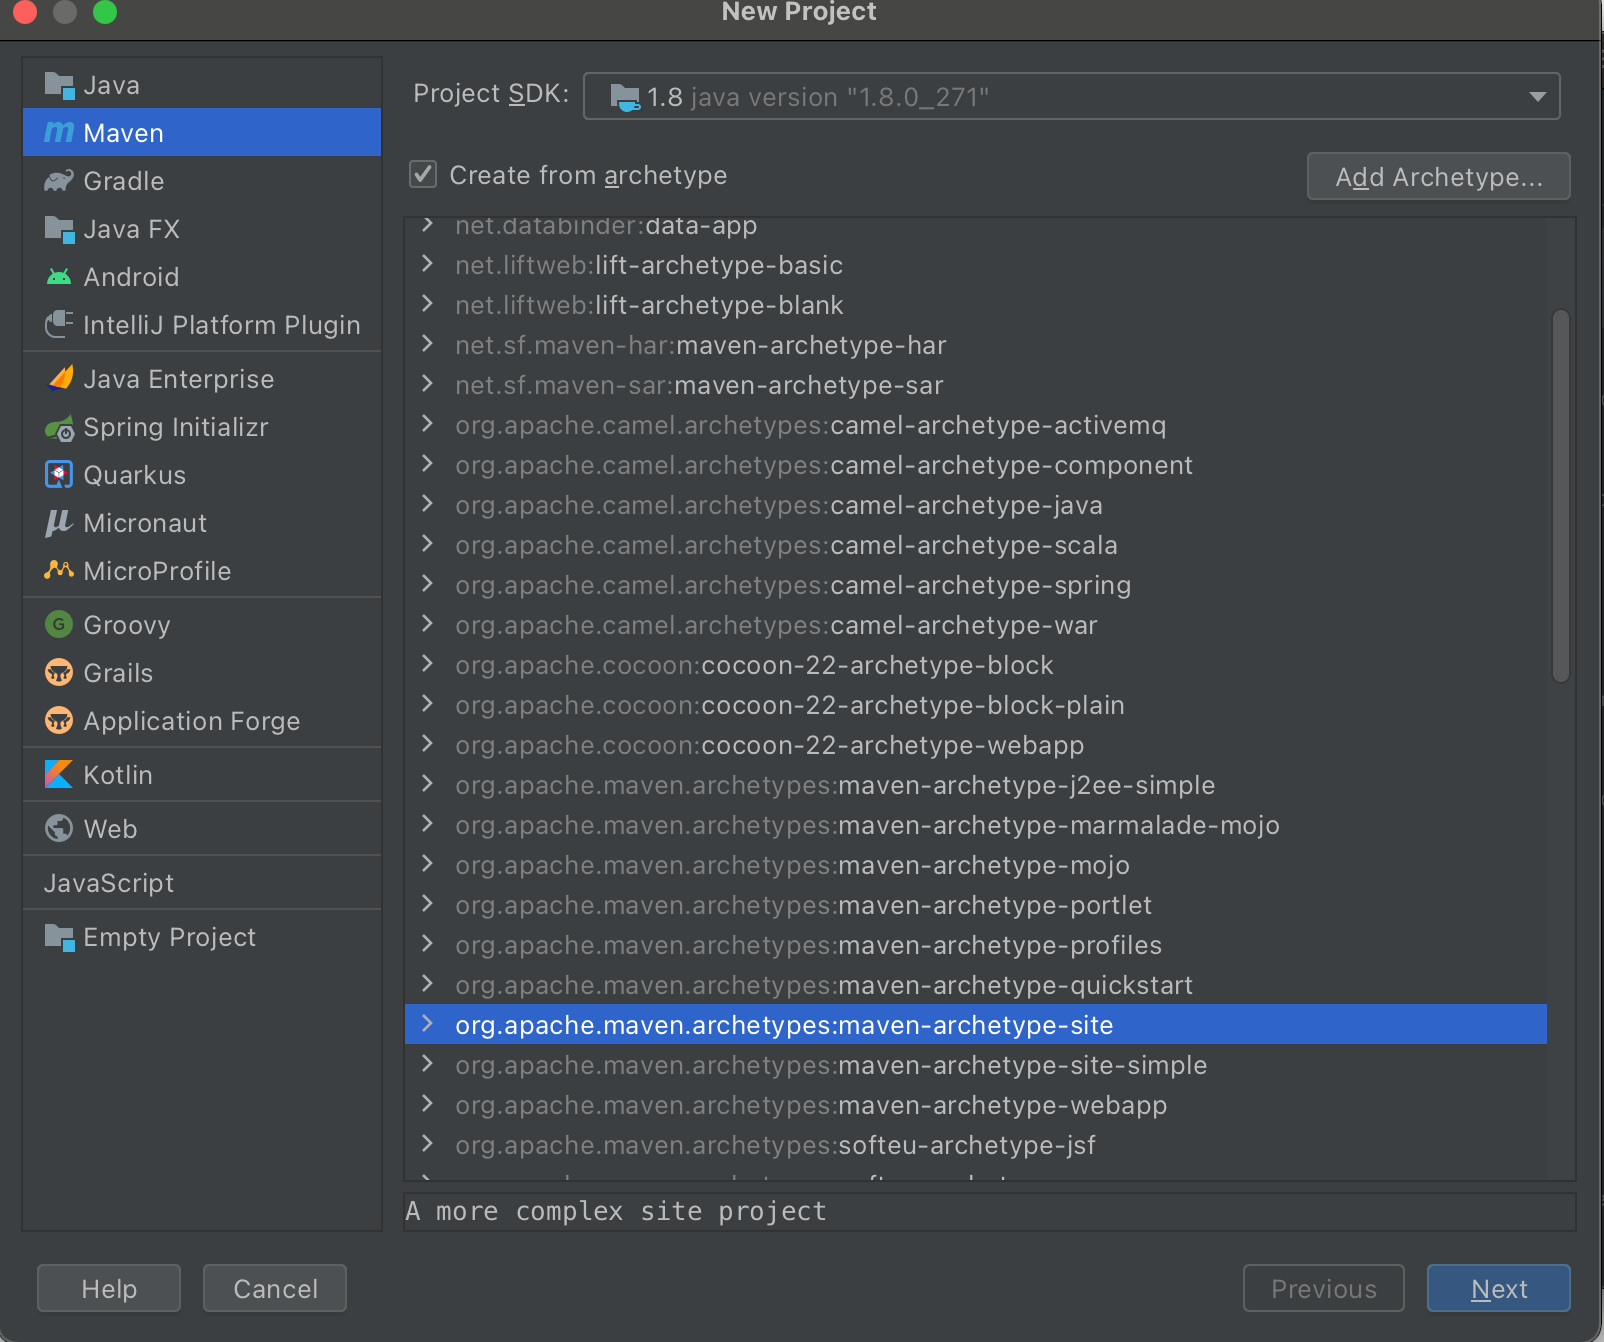 New Project
Java
Maven
Gradle
Java FX
Android
IntelliJ Platform Plugin
Java Enterprise
Spring Initializr
Quarkus
Micronaut
MicroProfile
Groovy
Grails
Application Forge
Kotlin
Web
JavaScript
Empty Project
Project SDK: 1.8 java version "1.8.0_271"
Create from archetype
Add Archetype...
net.databinder:data-app
net.liftweb:lift-archetype-basic
net.liftweb:lift-archetype-blank
net.sf.maven-har:maven-archetype-har
net.sf.maven-sar:maven-archetype-sar
org.apache.camel.archetypes:camel-archetype-activemq
org.apache.camel.archetypes:camel-archetype-component
org.apache.camel.archetypes:camel-archetype-java
org.apache.camel.archetypes:camel-archetype-scala
org.apache.camel.archetypes:camel-archetype-spring
org.apache.camel.archetypes:camel-archetype-war
org.apache.cocoon:cocoon-22-archetype-block
org.apache.cocoon:cocoon-22-archetype-block-plain
org.apache.cocoon:cocoon-22-archetype-webapp
org.apache.maven.archetypes:maven-archetype-j2ee-simple
org.apache.maven.archetypes:maven-archetype-marmalade-mojo
org.apache.maven.archetypes:maven-archetype-mojo
org.apache.maven.archetypes:maven-archetype-portlet
org.apache.maven.archetypes:maven-archetype-profiles
org.apache.maven.archetypes:maven-archetype-quickstart
org.apache.maven.archetypes:maven-archetype-site
org.apache.maven.archetypes:maven-archetype-site-simple
org.apache.maven.archetypes:maven-archetype-webapp
org.apache.maven.archetypes:softeu-archetype-jsf
A more complex site project
Help
Cancel
Previous
Next